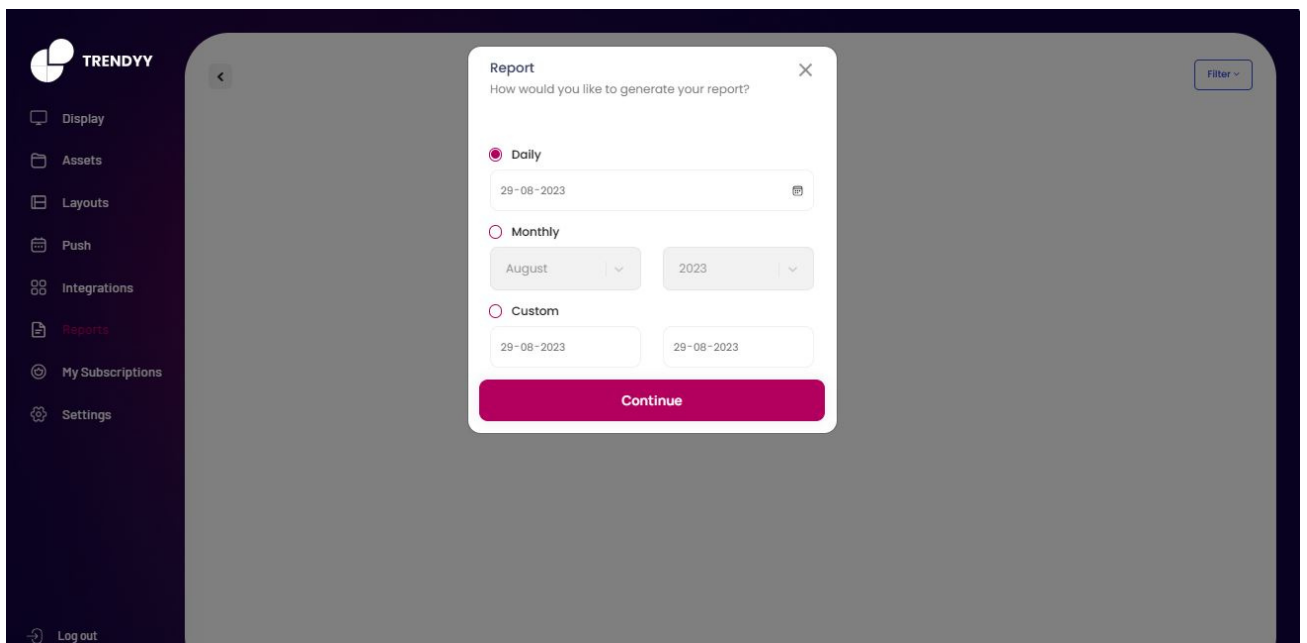 TRENDYY
Display
Assets
Layouts
Push
Integrations
Reports
My Subscriptions
Settings
Log out
Filter
Report
How would you like to generate your report?
Daily
29-08-2023
Monthly
August 2023
Custom
29-08-2023 29-08-2023
Continue